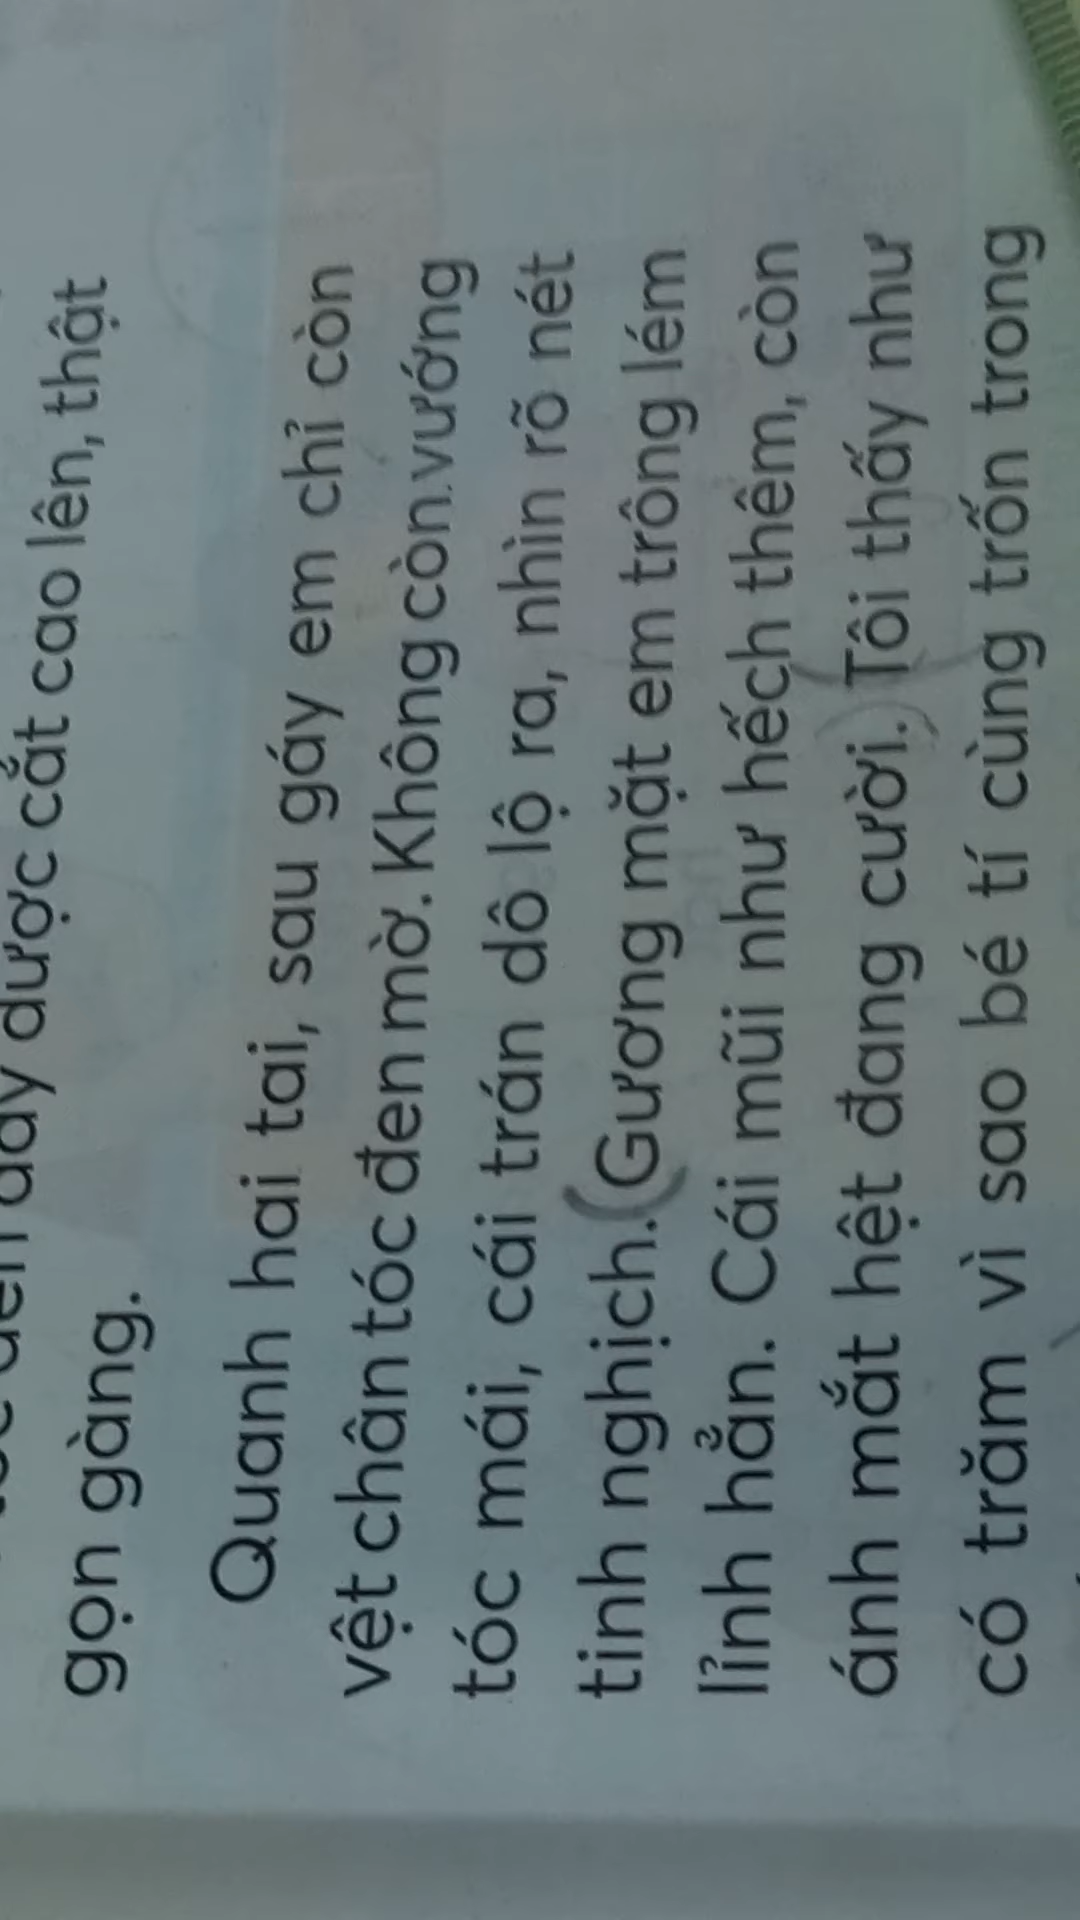 được cắt cao lên, thật
gọn gàng.
Quanh hai tai, sau gáy em chỉ còn
vệt chân tóc đen mờ. Không còn vướng
tóc mái, cái trán dô lộ ra, nhìn rõ nét
tinh nghịch. (Gương mặt em trông lém
lỉnh hẳn. Cái mũi như hếch thêm, còn
ánh mắt hệt đang cười.) Tôi thấy như
có trăm vì sao bé tí cùng trốn trong